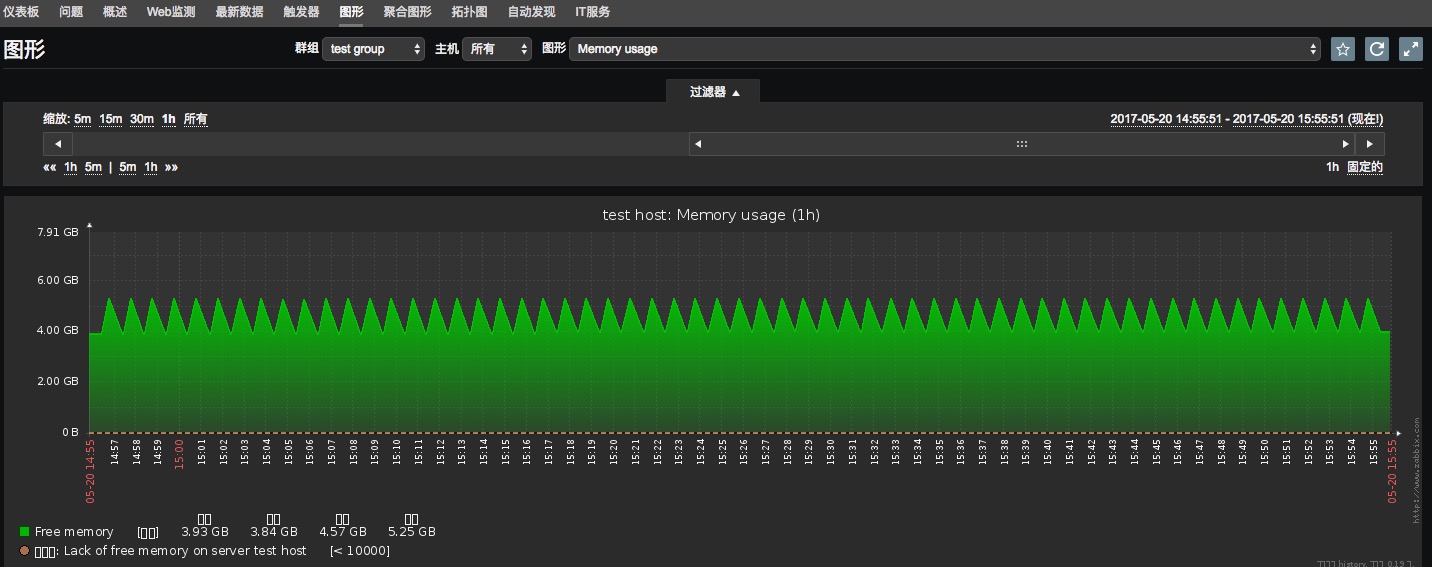 仪表板 问题 概述 Web监测 最新数据 触发器 图形 聚合图形 拓扑图 自动发现 IT服务
图形 群组 test group 主机 所有 图形 Memory usage
过滤器 ▲
缩放: 5m 15m 30m 1h 所有 2017-05-20 14:55:51 - 2017-05-20 15:55:51 (现在!)
«« 1h 5m | 5m 1h »» 1h 固定的
test host: Memory usage (1h)
7.91 GB
6.00 GB
4.00 GB
2.00 GB
0 B
05-20 14:55 14:57 14:58 14:59 15:00 15:01 15:02 15:03 15:04 15:05 15:06 15:07 15:08 15:09 15:10 15:11 15:12 15:13 15:14 15:15 15:16 15:17 15:18 15:19 15:20 15:21 15:22 15:23 15:24 15:25 15:26 15:27 15:28 15:29 15:30 15:31 15:32 15:33 15:34 15:35 15:36 15:37 15:38 15:39 15:40 15:41 15:42 15:43 15:44 15:45 15:46 15:47 15:48 15:49 15:50 15:51 15:52 15:53 15:54 15:55 05-20 15:55
http://www.zabbix.com
□□ □□ □□ □□
Free memory [□□] 3.93 GB 3.84 GB 4.57 GB 5.25 GB
□□□: Lack of free memory on server test host [< 10000]
history. 0.19